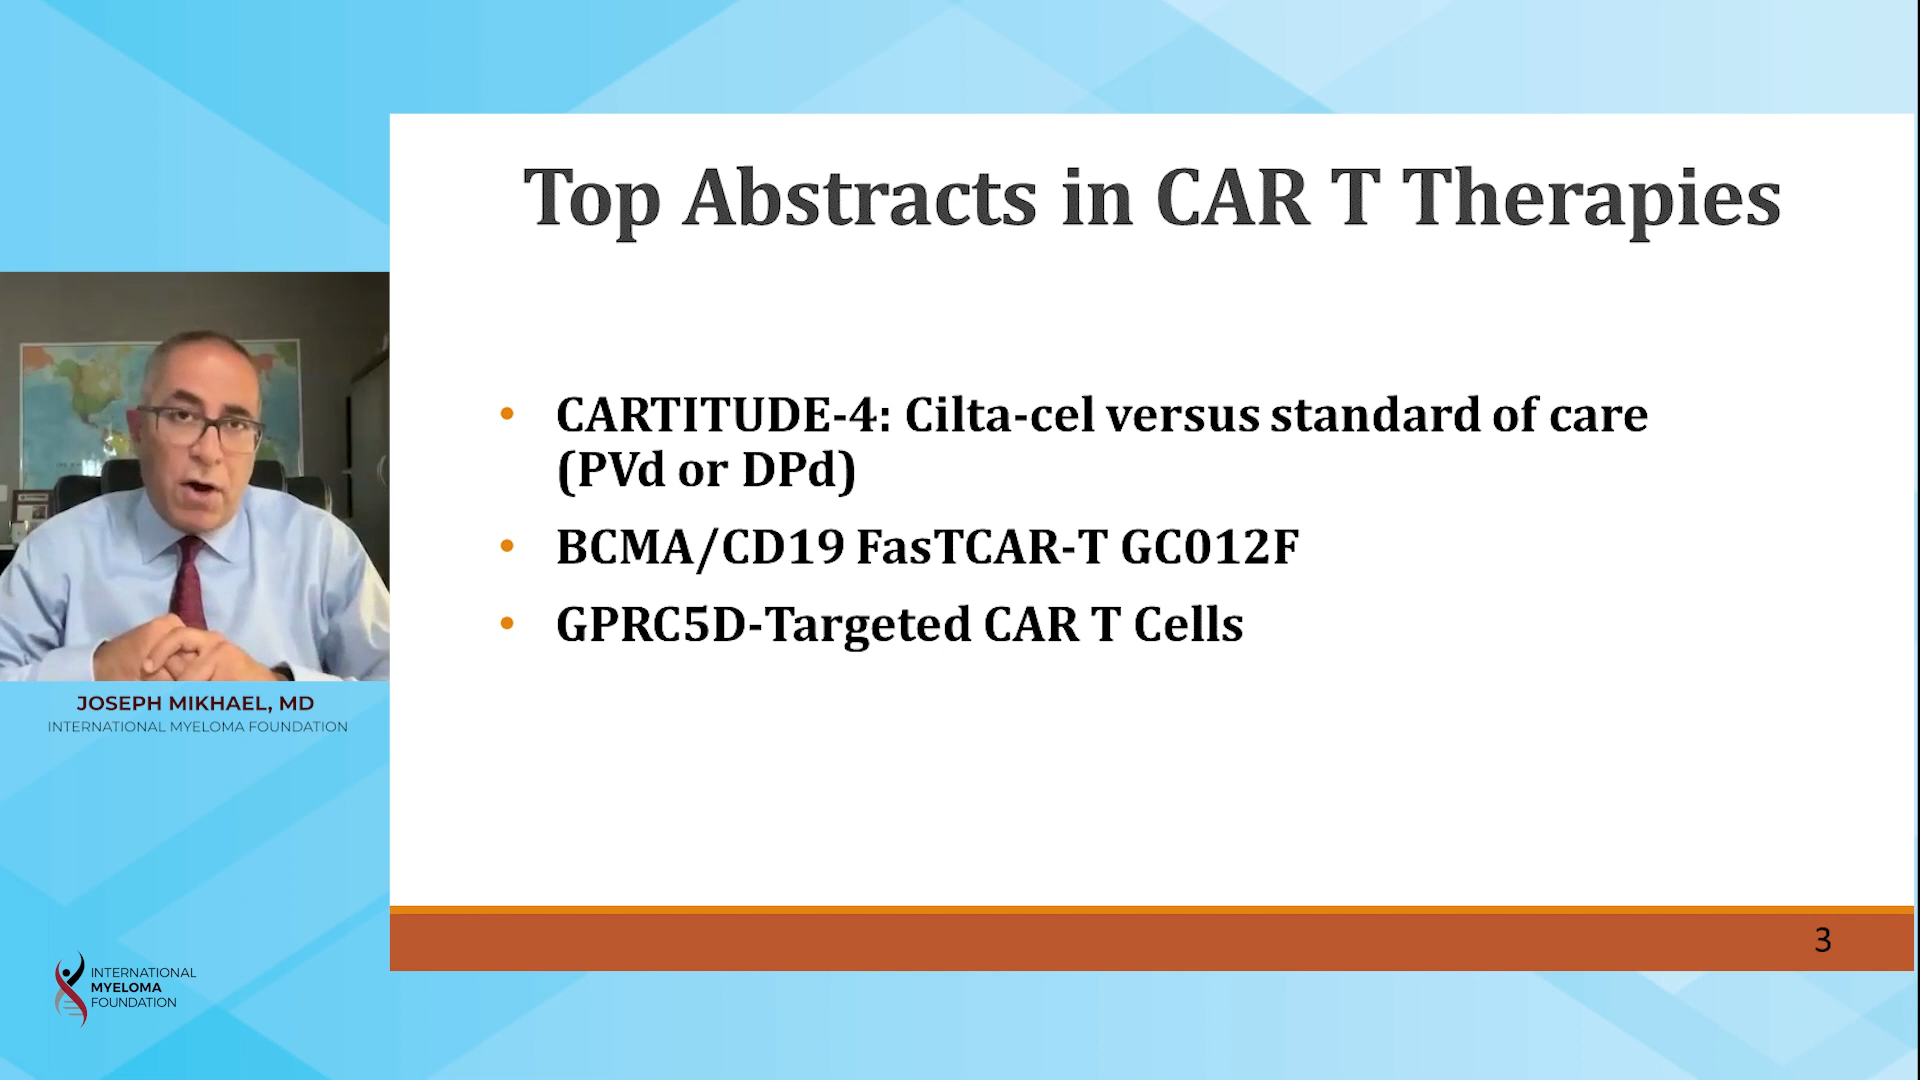 Top Abstracts in CAR T Therapies
• CARTITUDE-4: Cilta-cel versus standard of care
(PVd or DPd)
• BCMA/CD19 FasTCAR-T GC012F
• GPRC5D-Targeted CAR T Cells
JOSEPH MIKHAEL, MD
INTERNATIONAL MYELOMA FOUNDATION
3
INTERNATIONAL
MYELOMA
FOUNDATION